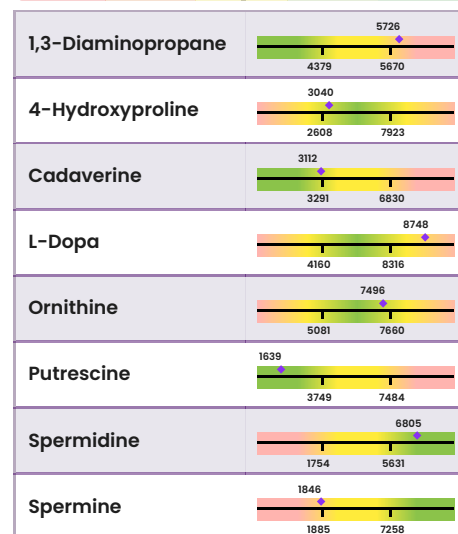 5726
1,3-Diaminopropane
4379 5670
3040
4-Hydroxyproline
2608 7923
3112
Cadaverine
3291 6830
8748
L-Dopa
4160 8316
7496
Ornithine
5081 7660
1639
Putrescine
3749 7484
6805
Spermidine
1754 5631
1846
Spermine
1885 7258